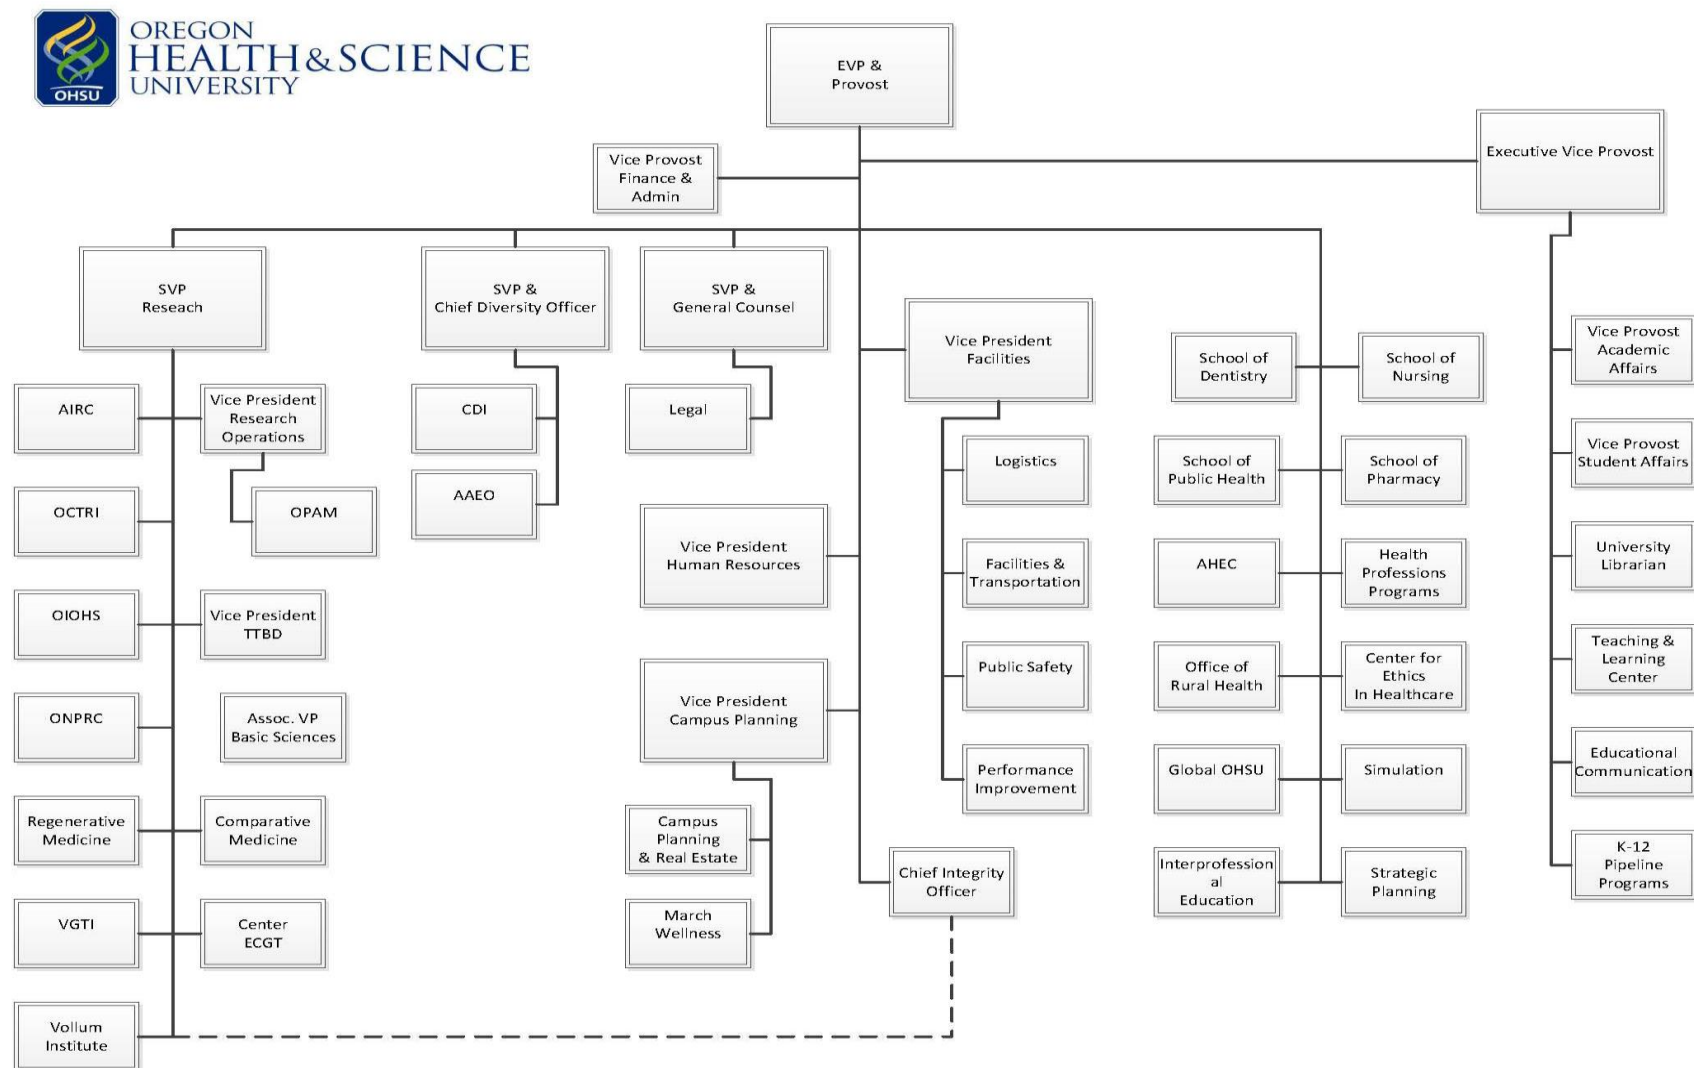 OREGON
HEALTH & SCIENCE
UNIVERSITY
OHSU
EVP &
Provost
Vice Provost
Finance &
Admin
Executive Vice Provost
SVP
Reseach
SVP &
Chief Diversity Officer
SVP &
General Counsel
Vice President
Facilities
AIRC
Vice President
Research
Operations
OPAM
OCTRI
OIOHS
Vice President
TTBD
ONPRC
Assoc. VP
Basic Sciences
Regenerative
Medicine
Comparative
Medicine
VGTI
Center
ECGT
Vollum
Institute
CDI
AAEO
Legal
Vice President
Human Resources
Vice President
Campus Planning
Campus
Planning
& Real Estate
March
Wellness
Logistics
Facilities &
Transportation
Public Safety
Performance
Improvement
Chief Integrity
Officer
School of
Dentistry
School of
Nursing
School of
Public Health
School of
Pharmacy
AHEC
Health
Professions
Programs
Office of
Rural Health
Center for
Ethics
In Healthcare
Global OHSU
Simulation
Interprofession
al
Education
Strategic
Planning
Vice Provost
Academic
Affairs
Vice Provost
Student Affairs
University
Librarian
Teaching &
Learning
Center
Educational
Communication
K-12
Pipeline
Programs